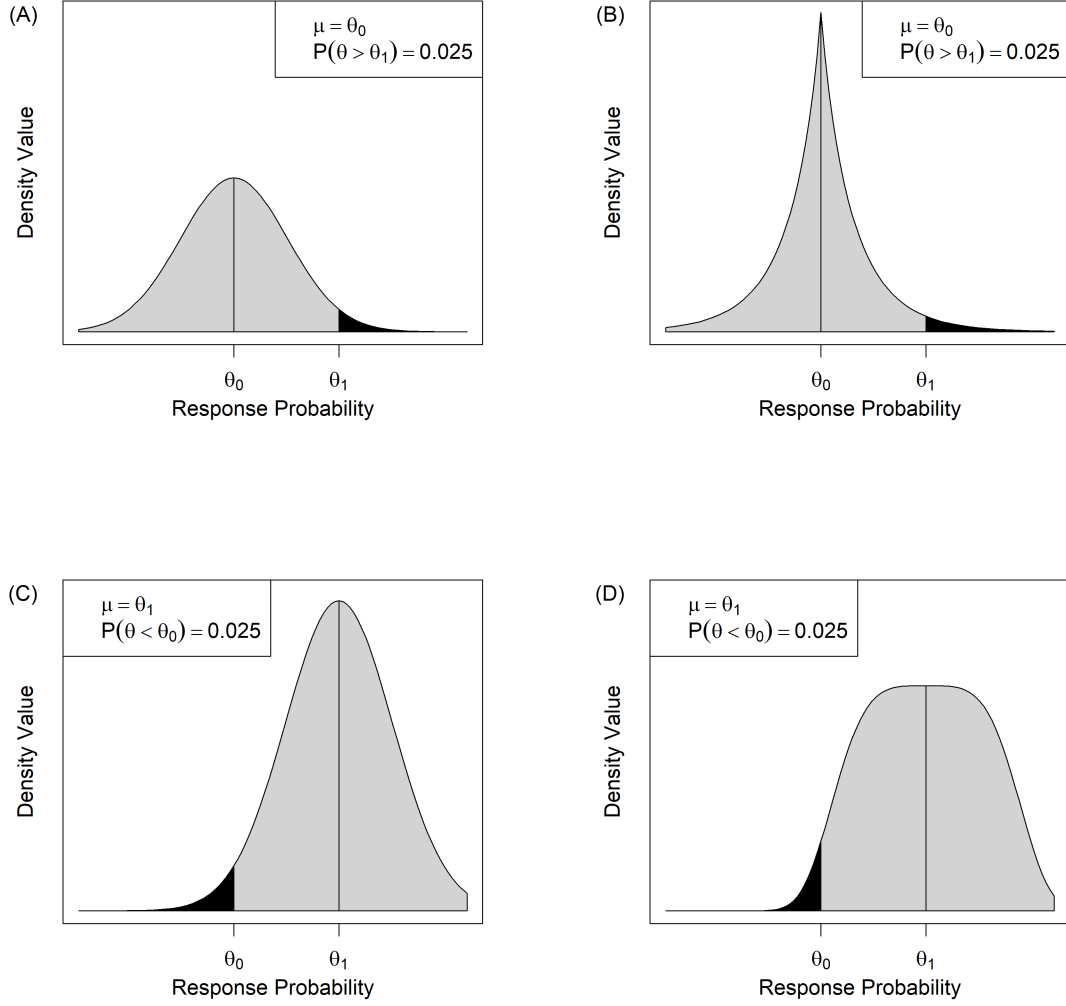 (A)
μ = θ₀
P(θ > θ₁) = 0.025
Density Value
θ₀
θ₁
Response Probability
(B)
μ = θ₀
P(θ > θ₁) = 0.025
Density Value
θ₀
θ₁
Response Probability
(C)
μ = θ₁
P(θ < θ₀) = 0.025
Density Value
θ₀
θ₁
Response Probability
(D)
μ = θ₁
P(θ < θ₀) = 0.025
Density Value
θ₀
θ₁
Response Probability